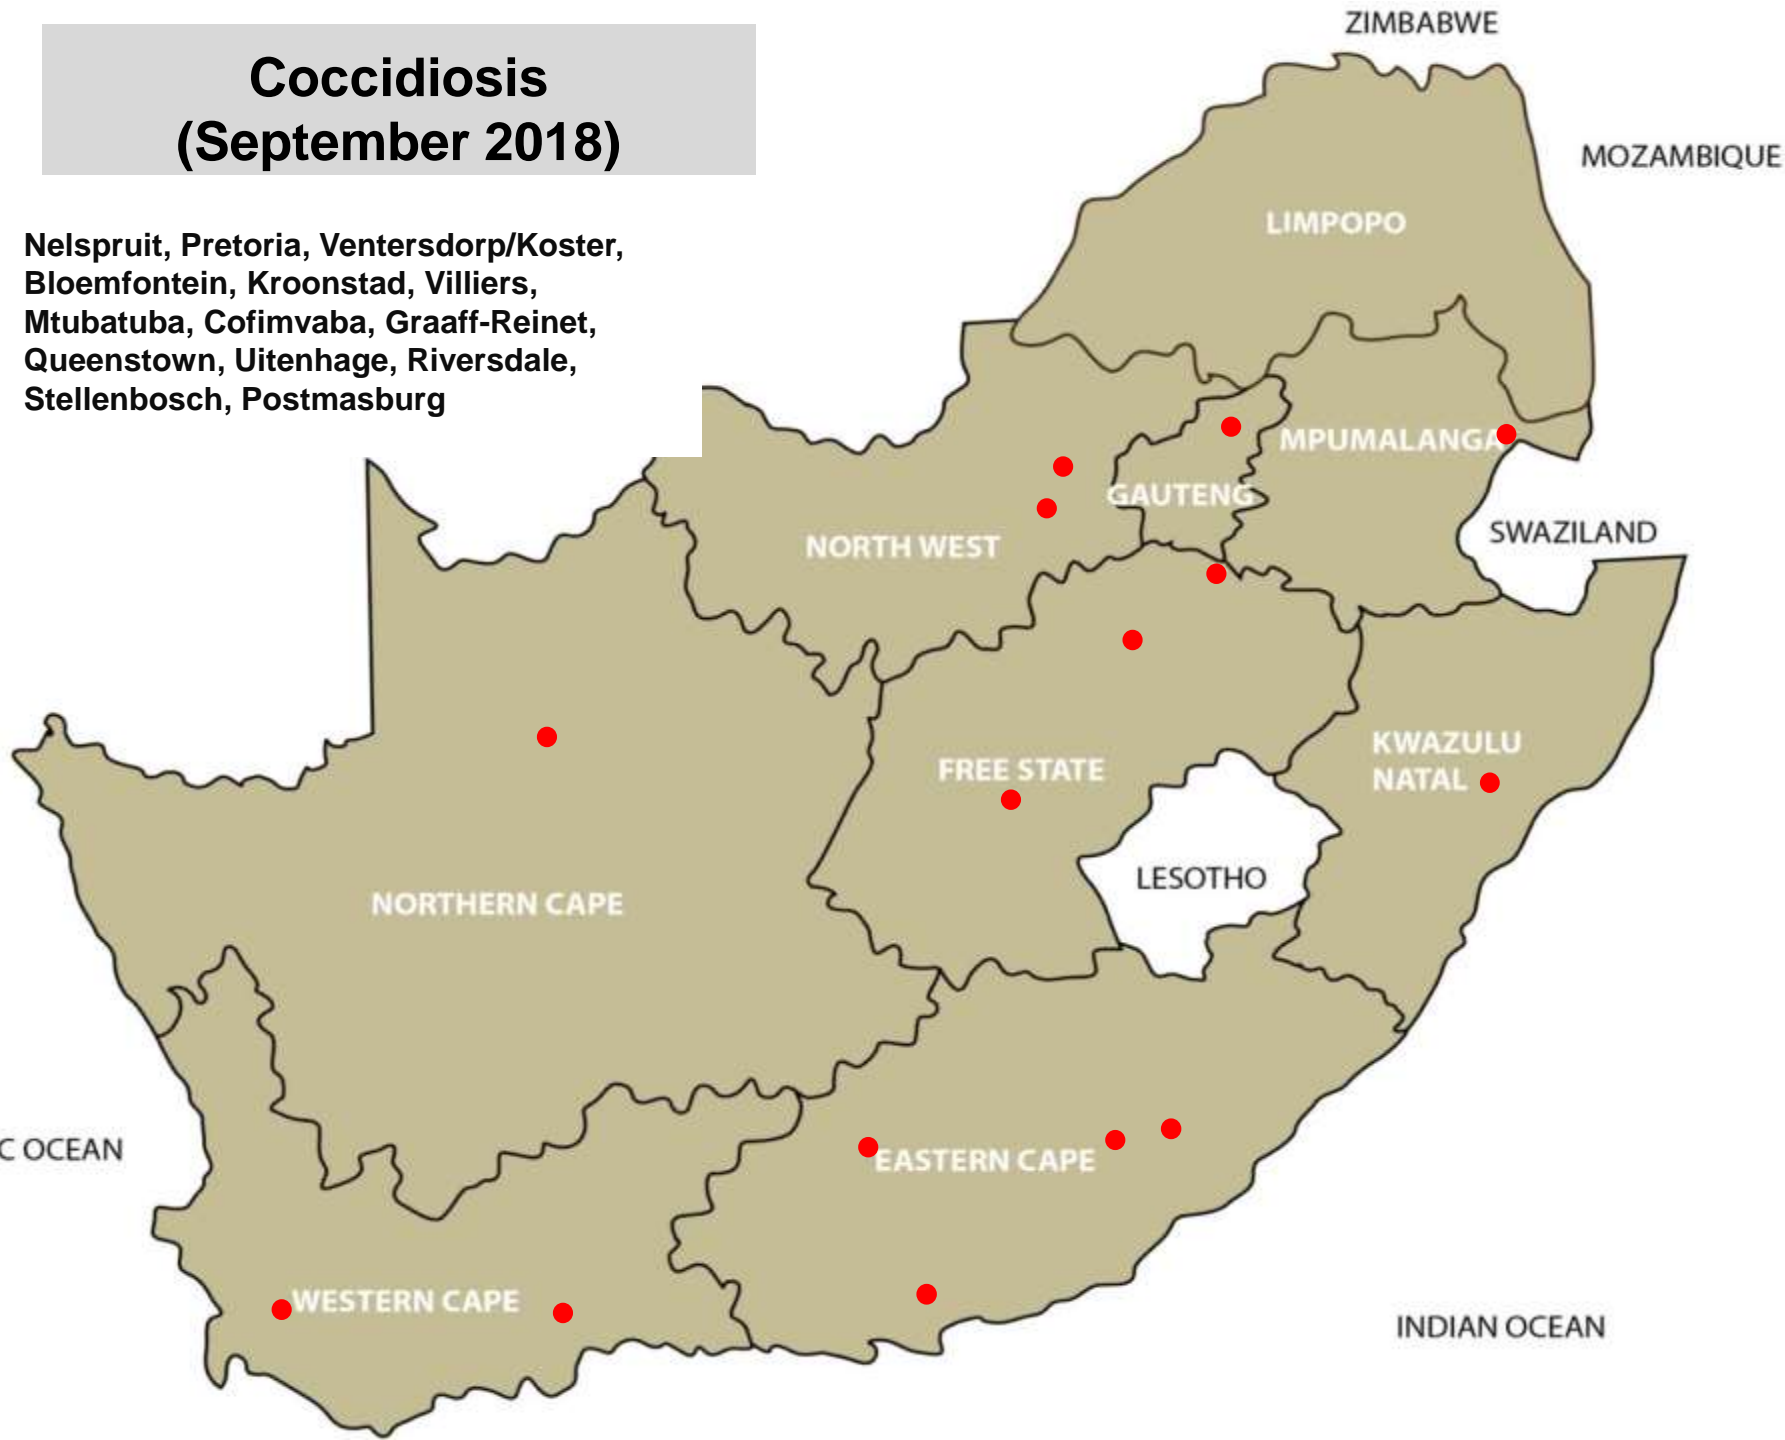 Coccidiosis
(September 2018)
Nelspruit, Pretoria, Ventersdorp/Koster,
Bloemfontein, Kroonstad, Villiers,
Mtubatuba, Cofimvaba, Graaff-Reinet,
Queenstown, Uitenhage, Riversdale,
Stellenbosch, Postmasburg
ZIMBABWE
MOZAMBIQUE
LIMPOPO
MPUMALANGA
GAUTENG
SWAZILAND
NORTH WEST
KWAZULU
NATAL
FREE STATE
LESOTHO
NORTHERN CAPE
C OCEAN
EASTERN CAPE
WESTERN CAPE
INDIAN OCEAN